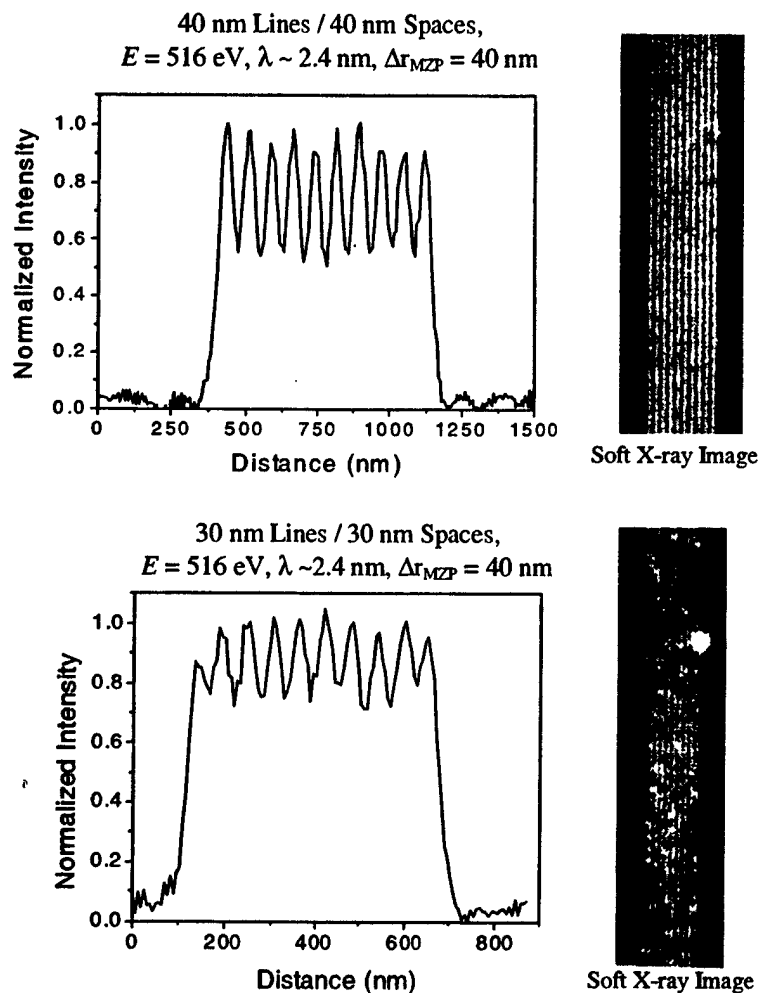 40 nm Lines / 40 nm Spaces,
E = 516 eV, λ ~ 2.4 nm, Δr_MZP = 40 nm
Normalized Intensity
1.0
0.8
0.6
0.4
0.2
0.0
0 250 500 750 1000 1250 1500
Distance (nm)
Soft X-ray Image
30 nm Lines / 30 nm Spaces,
E = 516 eV, λ ~2.4 nm, Δr_MZP = 40 nm
Normalized Intensity
1.0
0.8
0.6
0.4
0.2
0.0
0 200 400 600 800
Distance (nm)
Soft X-ray Image